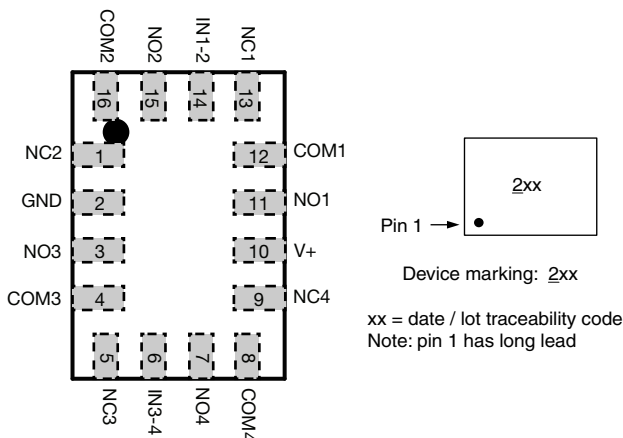 COM2 NO2 IN1-2 NC1
16 15 14 13
NC2 1 12 COM1
GND 2 11 NO1
NO3 3 10 V+
COM3 4 9 NC4
5 6 7 8
NC3 IN3-4 NO4 COM4
2xx
Pin 1
Device marking: 2xx
xx = date / lot traceability code
Note: pin 1 has long lead